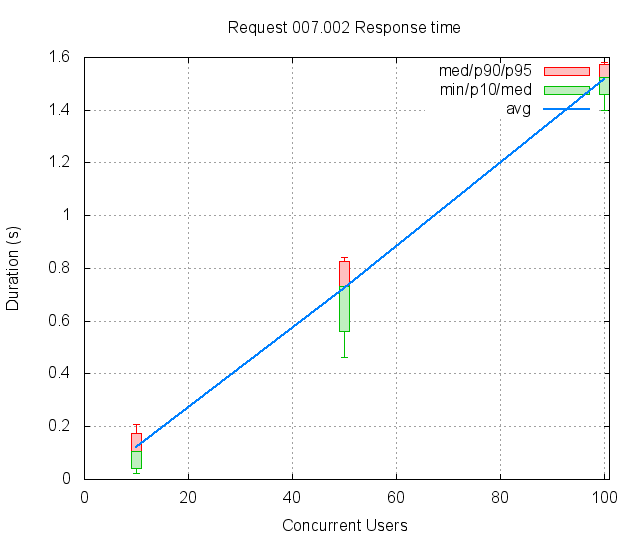 Request 007.002 Response time
1.6
1.4
1.2
1
0.8
0.6
0.4
0.2
0
med/p90/p95
min/p10/med
avg
Duration (s)
0 20 40 60 80 100
Concurrent Users